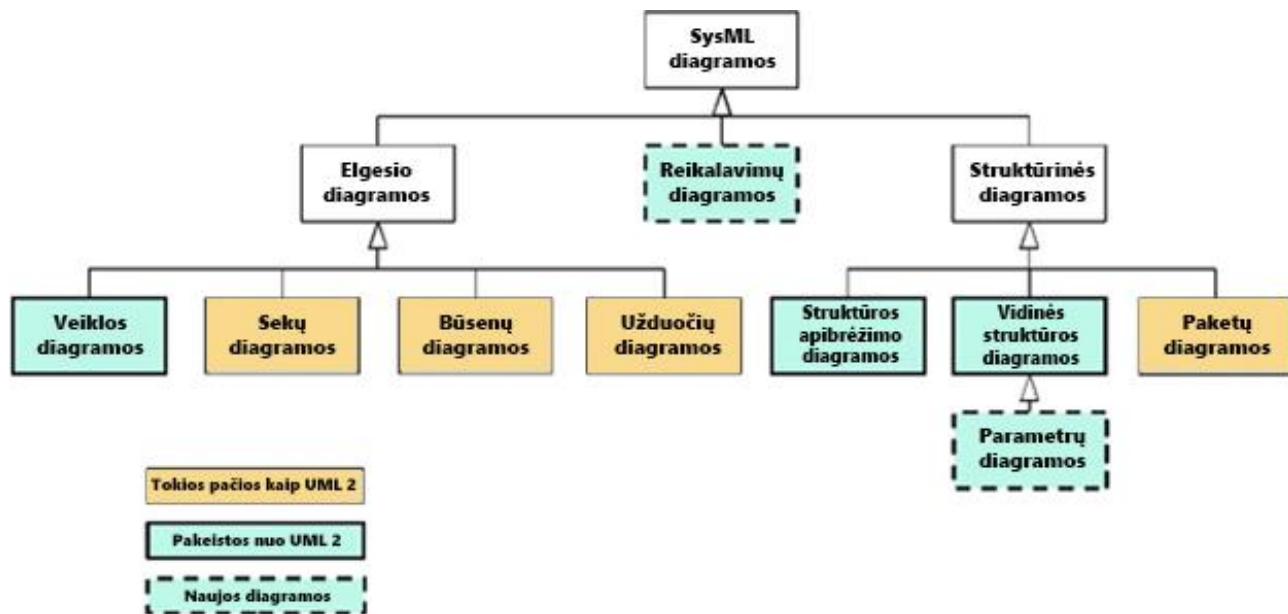 SysML
diagramos
Elgesio
diagramos
Reikalavimų
diagramos
Struktūrinės
diagramos
Veiklos
diagramos
Sekų
diagramos
Būsenų
diagramos
Užduočių
diagramos
Struktūros
apibrėžimo
diagramos
Vidinės
struktūros
diagramos
Paketų
diagramos
Parametrų
diagramos
Tokios pačios kaip UML 2
Pakeistos nuo UML 2
Naujos diagramos